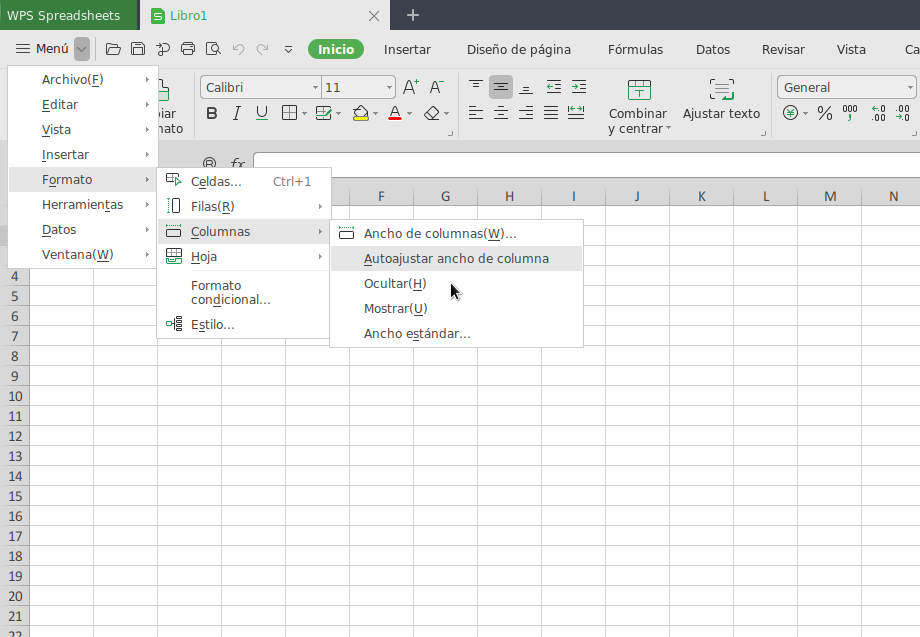 WPS Spreadsheets
Libro1
Menú
Inicio
Insertar
Diseño de página
Fórmulas
Datos
Revisar
Vista
Ca
Calibri
11
General
Combinar
y centrar
Ajustar texto
000
Archivo(F)
Editar
Vista
Insertar
Formato
Herramientas
Datos
Ventana(W)
Celdas... Ctrl+1
Filas(R)
Columnas
Hoja
Formato
condicional...
Estilo...
Ancho de columnas(W)...
Autoajustar ancho de columna
Ocultar(H)
Mostrar(U)
Ancho estándar...
fx
F G H I J K L M N
4
5
6
7
8
9
10
11
12
13
14
15
16
17
18
19
20
21
22